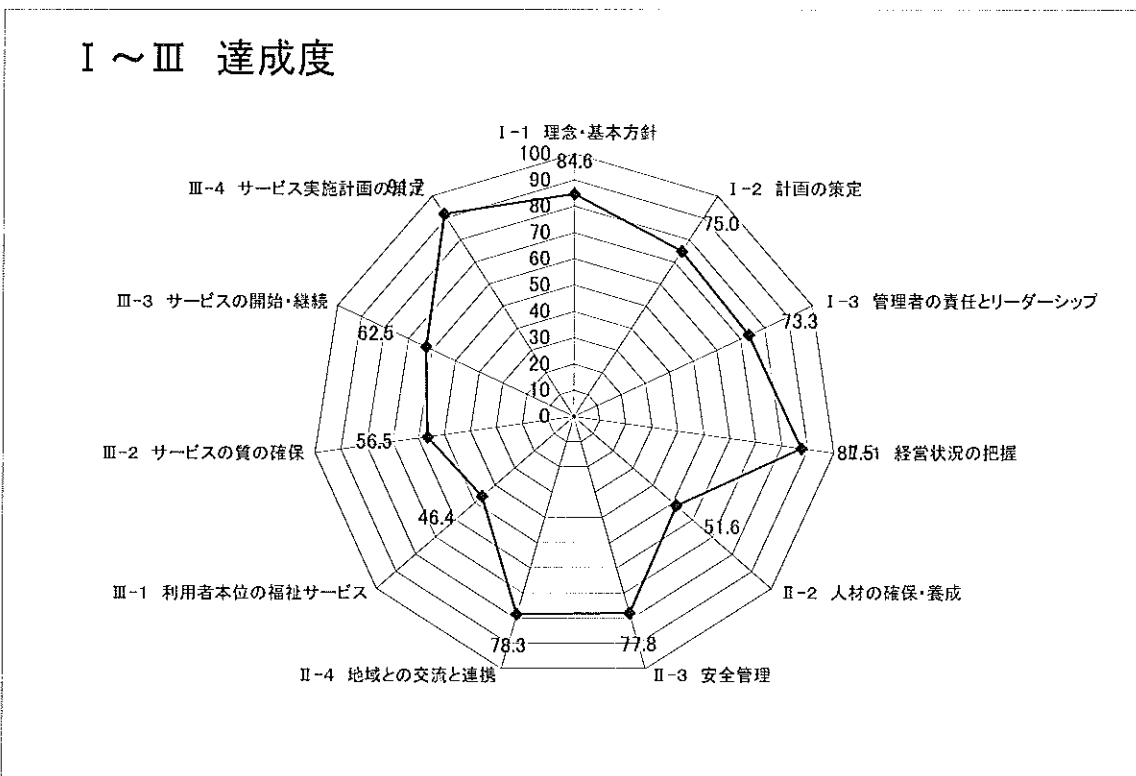 Ⅰ～Ⅲ 達成度
Ⅰ-1 理念・基本方針
100
84.6
90
80
70
60
50
40
30
20
10
0
Ⅰ-2 計画の策定
75.0
Ⅰ-3 管理者の責任とリーダーシップ
73.3
87.5
Ⅱ-1 経営状況の把握
51.6
Ⅱ-2 人材の確保・養成
77.8
Ⅱ-3 安全管理
78.3
Ⅱ-4 地域との交流と連携
46.4
Ⅲ-1 利用者本位の福祉サービス
56.5
Ⅲ-2 サービスの質の確保
62.5
Ⅲ-3 サービスの開始・継続
91.7
Ⅲ-4 サービス実施計画の策定